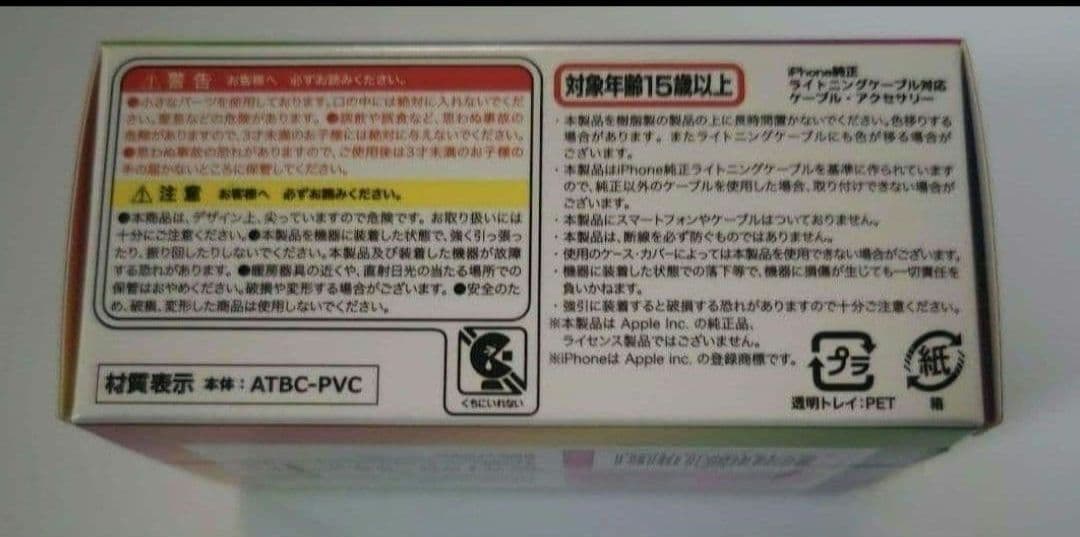 ⚠警告 お客様へ 必ずお読みください。
●小さなパーツを使用しております。口の中には絶対に入れないでくだ
さい。窒息などの危険があります。●誤飲や誤食など、思わぬ事故の
危険がありますので、3才未満のお子様には絶対に与えないでください。
●思わぬ事故の恐れがありますので、ご使用後は3才未満のお子様の
手の届かないところに保管してください。
⚠注意 お客様へ 必ずお読みください。
●本商品は、デザイン上、尖っていますので危険です。お取り扱いには
十分にご注意ください。●本製品を機器に装着した状態で、強く引っ張っ
たり、振り回したりしないでください。本製品及び装着した機器が故障
する恐れがあります。●暖房器具の近くや、直射日光の当たる場所での
保管はおやめください。破損や変形する場合がございます。●安全のた
め、破損、変形した商品は使用しないでください。
くちにいれない
材質表示 本体:ATBC-PVC
対象年齢15歳以上
iPhone純正
ライトニングケーブル対応
ケーブル・アクセサリー
・本製品を樹脂製の製品の上に長時間置かないでください。色移りする
場合があります。またライトニングケーブルにも色が移る場合が
ございます。
・本製品はiPhone純正ライトニングケーブルを基準に作られています
ので、純正以外のケーブルを使用した場合、取り付けできない場合が
ございます。
・本製品にスマートフォンやケーブルはついておりません。
・本製品は、断線を必ず防ぐものではありません。
・使用のケース・カバーによっては本製品を使用できない場合がございます。
・機器に装着した状態での落下等で、機器に損傷が生じても一切責任を
負いかねます。
・強引に装着すると破損する恐れがありますので十分ご注意ください。
※本製品は Apple Inc. の純正品、
ライセンス製品ではございません。
※iPhoneは Apple inc. の登録商標です。
プラ
透明トレイ:PET
紙
箱